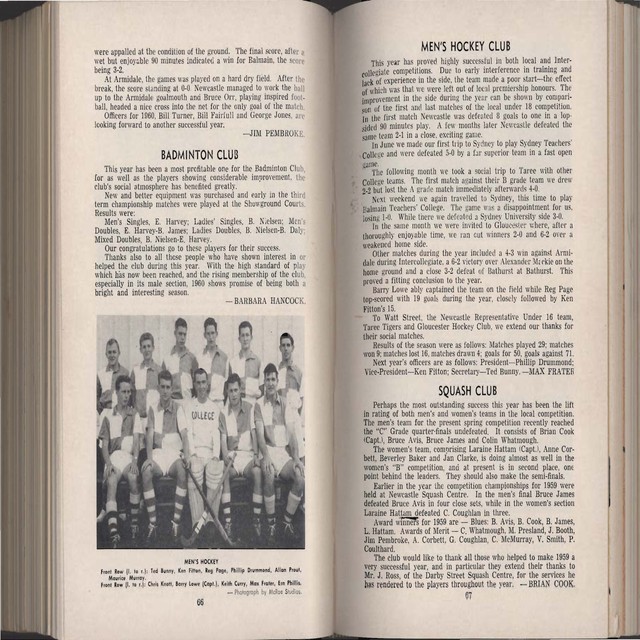 were appalled at the condition of the ground. The final score, after a
wet but enjoyable 90 minutes indicated a win for Balmain, the score
being 3-2.
At Armidale, the games was played on a hard dry field. After the
break, the score standing at 0-0. Newcastle managed to work the ball
up to the Armidale goalmouth and Bruce Orr, playing inspired foot-
ball, headed a nice cross into the net for the only goal of the match.
Officers for 1960, Bill Turner, Bill Fairfull and George Jones, are
looking forward to another successful year.
—JIM PEMBROKE.
BADMINTON CLUB
This year has been a most profitable one for the Badminton Club,
for as well as the players showing considerable improvement, the
club's social atmosphere has benefited greatly.
New and better equipment was purchased and early in the third
term championship matches were played at the Showground Courts.
Results were:
Men's Singles, E. Harvey; Ladies' Singles, B. Nielsen; Men's
Doubles, E. Harvey-B. James; Ladies Doubles, B. Nielsen-B. Daly;
Mixed Doubles, B. Nielsen-E. Harvey.
Our congratulations go to these players for their success.
Thanks also to all those people who have shown interest in or
helped the club during this year. With the high standard of play
which has now been reached, and the rising membership of the club,
especially in its male section, 1960 shows promise of being both a
bright and interesting season.
—BARBARA HANCOCK.
COLLEGE
MEN'S HOCKEY
Front Row (l. to r.): Ted Bunny, Ken Fitton, Reg Page, Phillip Drummond, Allan Prout,
Maurice Murray.
Front Row (l. to r.): Chris Knott, Barry Lowe (Capt.), Keith Curry, Max Frater, Em Phillis.
—Photograph by Molloe Studios.
66
MEN'S HOCKEY CLUB
This year has proved highly successful in both local and Inter-
collegiate competitions. Due to early interference in training and
lack of experience in the side, the team made a poor start—the effect
of which was that we were left out of local premiership honours. The
improvement in the side during the year can be shown by compari-
son of the first and last matches of the local under 18 competition.
In the first match Newcastle was defeated 8 goals to one in a lop-
sided 90 minutes play. A few months later Newcastle defeated the
same team 2-1 in a close, exciting game.
In June we made our first trip to Sydney to play Sydney Teachers'
College and were defeated 5-0 by a far superior team in a fast open
game.
The following month we took a social trip to Taree with other
College teams. The first match against their B grade team we drew
2-2 but lost the A grade match immediately afterwards 4-0.
Next weekend we again travelled to Sydney, this time to play
Balmain Teachers' College. The game was a disappointment for us,
losing 1-0. While there we defeated a Sydney University side 3-0.
In the same month we were invited to Gloucester where, after a
thoroughly enjoyable time, we ran out winners 2-0 and 6-2 over a
weakened home side.
Other matches during the year included a 4-3 win against Armi-
dale during Intercollegiate, a 6-2 victory over Alexander Mackie on the
home ground and a close 3-2 defeat of Bathurst at Bathurst. This
proved a fitting conclusion to the year.
Barry Lowe ably captained the team on the field while Reg Page
top-scored with 19 goals during the year, closely followed by Ken
Fitton's 15.
To Watt Street, the Newcastle Representative Under 16 team,
Taree Tigers and Gloucester Hockey Club, we extend our thanks for
their social matches.
Results of the season were as follows: Matches played 29; matches
won 9; matches lost 16, matches drawn 4; goals for 50, goals against 71.
Next year's officers are as follows: President—Phillip Drummond;
Vice-President—Ken Fitton; Secretary—Ted Bunny. —MAX FRATER
SQUASH CLUB
Perhaps the most outstanding success this year has been the lift
in rating of both men's and women's teams in the local competition.
The men's team for the present spring competition recently reached
the "C" Grade quarter-finals undefeated. It consists of Brian Cook
(Capt.), Bruce Avis, Bruce James and Colin Whatmough.
The women's team, comprising Laraine Hattam (Capt.), Anne Cor-
bett, Beverley Baker and Jan Clarke, is doing almost as well in the
women's "B" competition, and at present is in second place, one
point behind the leaders. They should also make the semi-finals.
Earlier in the year the competition championships for 1959 were
held at Newcastle Squash Centre. In the men's final Bruce James
defeated Bruce Avis in four close sets, while in the women's section
Laraine Hattam defeated C. Coughlan in three.
Award winners for 1959 are — Blues: B. Avis, B. Cook, B. James,
L. Hattam. Awards of Merit — C, Whatmough, M. Presland, J. Booth,
Jim Pembroke, A. Corbett, G. Coughlan, C. McMurray, V. Smith, P.
Coulthard.
The club would like to thank all those who helped to make 1959 a
very successful year, and in particular they extend their thanks to
Mr. J. Ross, of the Darby Street Squash Centre, for the services he
has rendered to the players throughout the year. —BRIAN COOK.
67